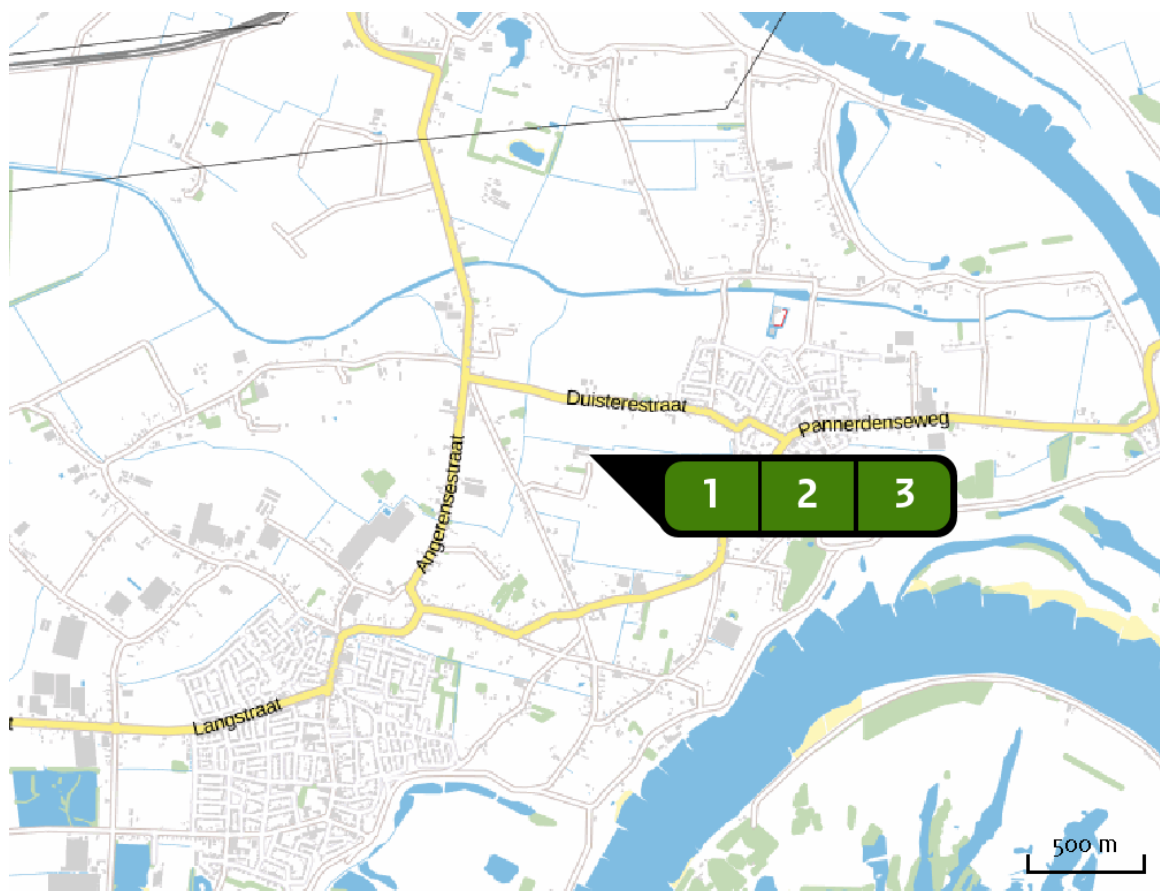 Duisterestraat
Pannerdenseweg
1 2 3
Angerensestraat
Langstraat
500 m